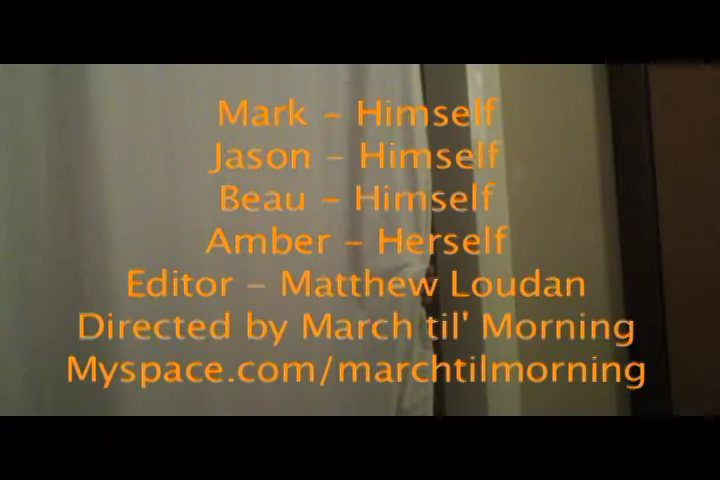 Mark - Himself
Jason - Himself
Beau - Himself
Amber - Herself
Editor - Matthew Loudan
Directed by March til' Morning
Myspace.com/marchtilmorning